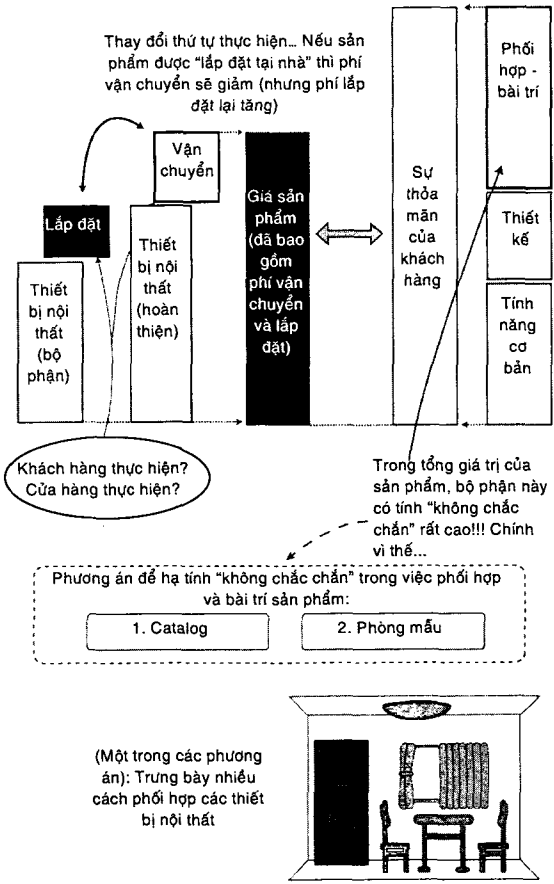 Thay đổi thứ tự thực hiện... Nếu sản
phẩm được "lắp đặt tại nhà" thì phí
vận chuyển sẽ giảm (nhưng phí lắp
đặt lại tăng)
Vận
chuyển
Lắp đặt
Thiết
bị nội
thất
(bộ
phận)
Thiết
bị nội
thất
(hoàn
thiện)
Giá sản
phẩm
(đã bao
gồm
phí vận
chuyển
và lắp
đặt)
Sự
thỏa
mãn
của
khách
hàng
Phối
hợp -
bài trí
Thiết
kế
Tính
năng
cơ
bản
Khách hàng thực hiện?
Cửa hàng thực hiện?
Trong tổng giá trị của
sản phẩm, bộ phận này
có tính "không chắc
chắn" rất cao!!! Chính
vì thế...
Phương án để hạ tính "không chắc chắn" trong việc phối hợp
và bài trí sản phẩm:
1. Catalog
2. Phòng mẫu
(Một trong các phương
án): Trưng bày nhiều
cách phối hợp các thiết
bị nội thất